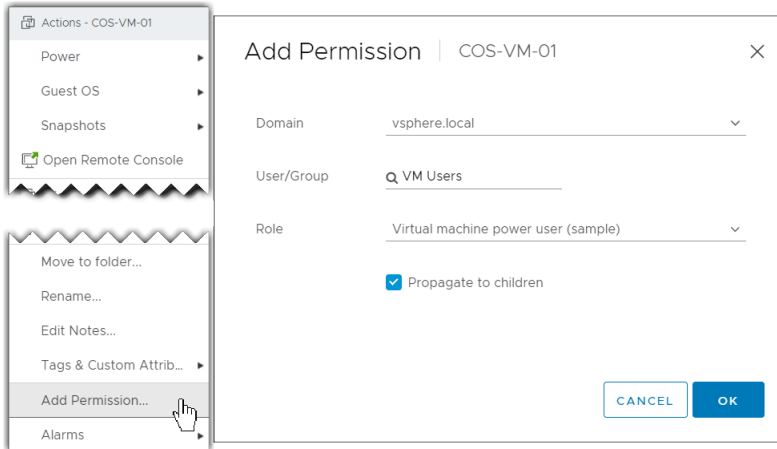 Actions - COS-VM-01
Power
Guest OS
Snapshots
Open Remote Console
Move to folder...
Rename...
Edit Notes...
Tags & Custom Attrib...
Add Permission...
Alarms
Add Permission COS-VM-01
Domain vsphere.local
User/Group VM Users
Role Virtual machine power user (sample)
Propagate to children
CANCEL OK